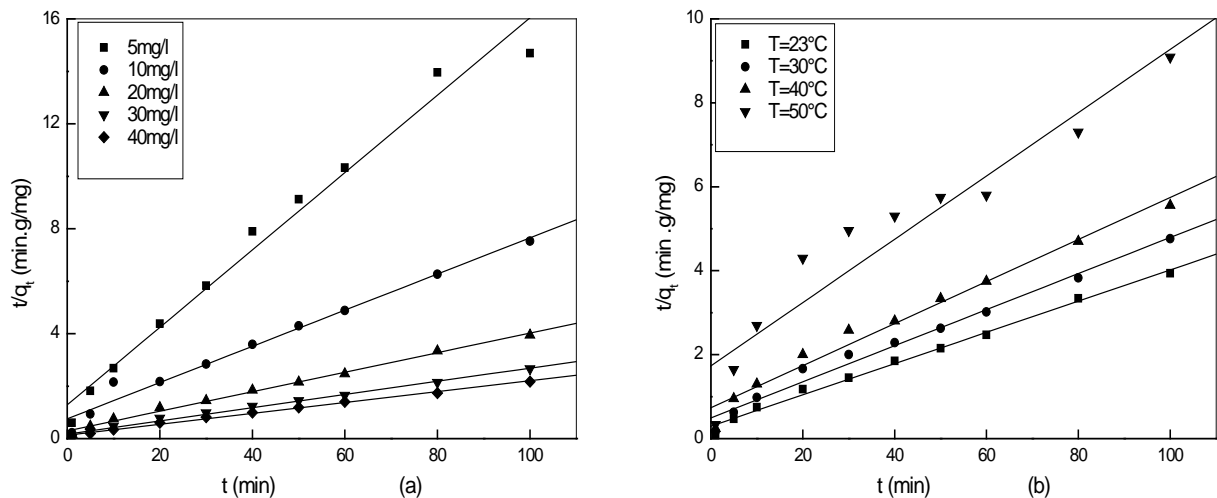 16
12
8
4
0
t/qt (min.g/mg)
5mg/l
10mg/l
20mg/l
30mg/l
40mg/l
0 20 40 60 80 100
t (min) (a)
10
8
6
4
2
0
t/qt (min .g/mg)
T=23°C
T=30°C
T=40°C
T=50°C
0 20 40 60 80 100
t (min) (b)